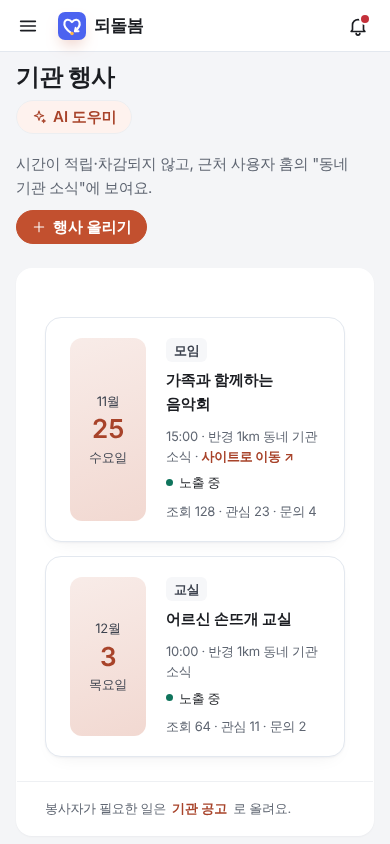 되돌봄
기관 행사
AI 도우미
시간이 적립·차감되지 않고, 근처 사용자 홈의 "동네
기관 소식"에 보여요.
+ 행사 올리기
11월
25
수요일
모임
가족과 함께하는
음악회
15:00 · 반경 1km 동네 기관
소식 · 사이트로 이동 ↗
노출 중
조회 128 · 관심 23 · 문의 4
12월
3
목요일
교실
어르신 손뜨개 교실
10:00 · 반경 1km 동네 기관
소식
노출 중
조회 64 · 관심 11 · 문의 2
봉사자가 필요한 일은 기관 공고 로 올려요.